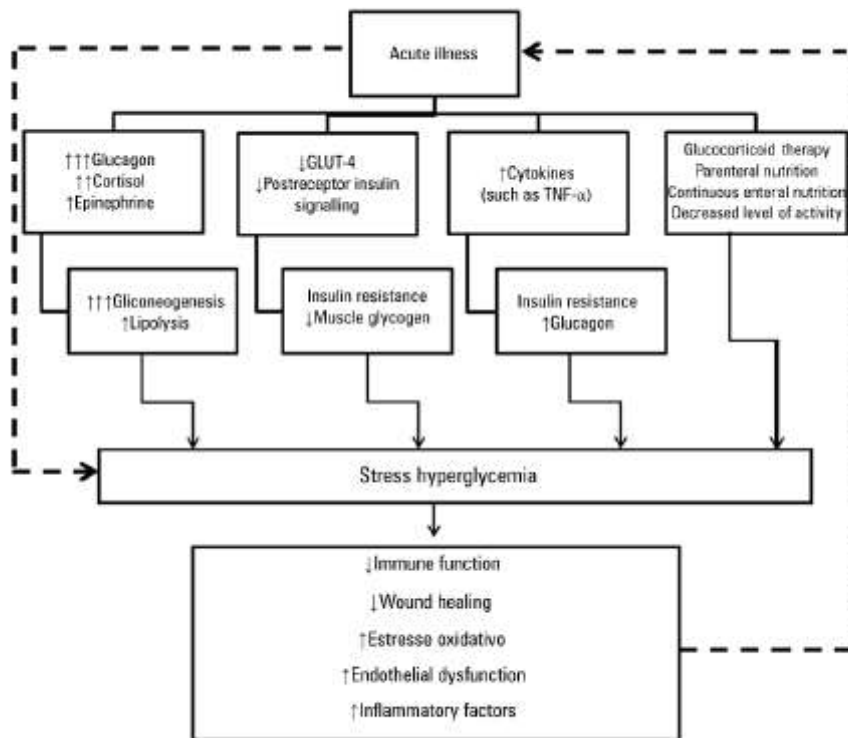 Acute illness
↑↑↑Glucagon
↑↑Cortisol
↑Epinephrine
↓GLUT-4
↓Postreceptor insulin
signalling
↑Cytokines
(such as TNF-α)
Glucocorticoid therapy
Parenteral nutrition
Continuous enteral nutrition
Decreased level of activity
↑↑↑Gliconeogenesis
↑Lipolysis
Insulin resistance
↓Muscle glycogen
Insulin resistance
↑Glucagon
Stress hyperglycemia
↓Immune function
↓Wound healing
↑Estresse oxidativo
↑Endothelial dysfunction
↑Inflammatory factors